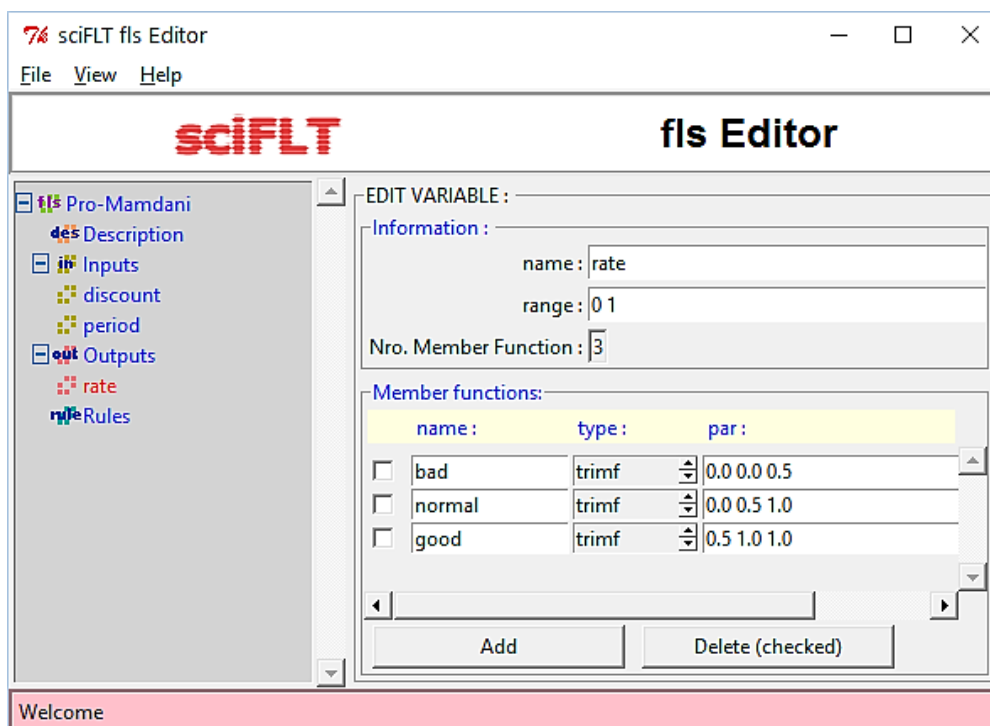 sciFLT fls Editor
File View Help
sciFLT fls Editor
fls Pro-Mamdani
des Description
in Inputs
discount
period
out Outputs
rate
rule Rules
EDIT VARIABLE :
Information :
name : rate
range : 0 1
Nro. Member Function : 3
Member functions:
name : type : par :
bad trimf 0.0 0.0 0.5
normal trimf 0.0 0.5 1.0
good trimf 0.5 1.0 1.0
Add Delete (checked)
Welcome